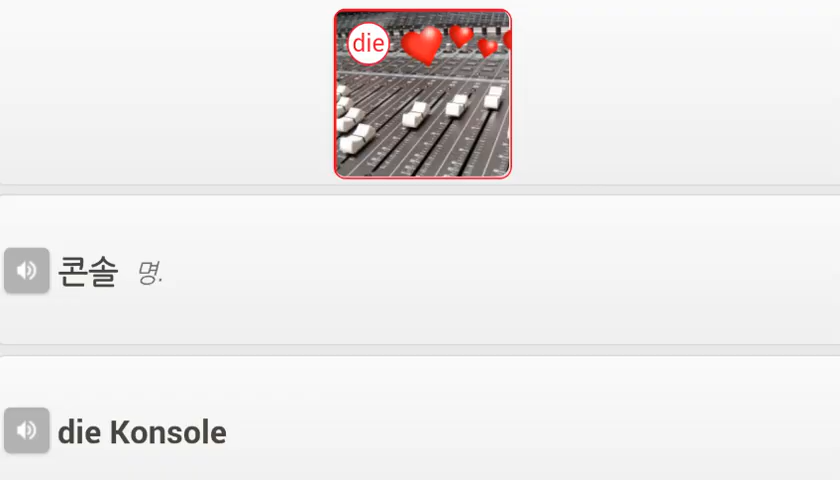 die
콘솔 명.
die Konsole